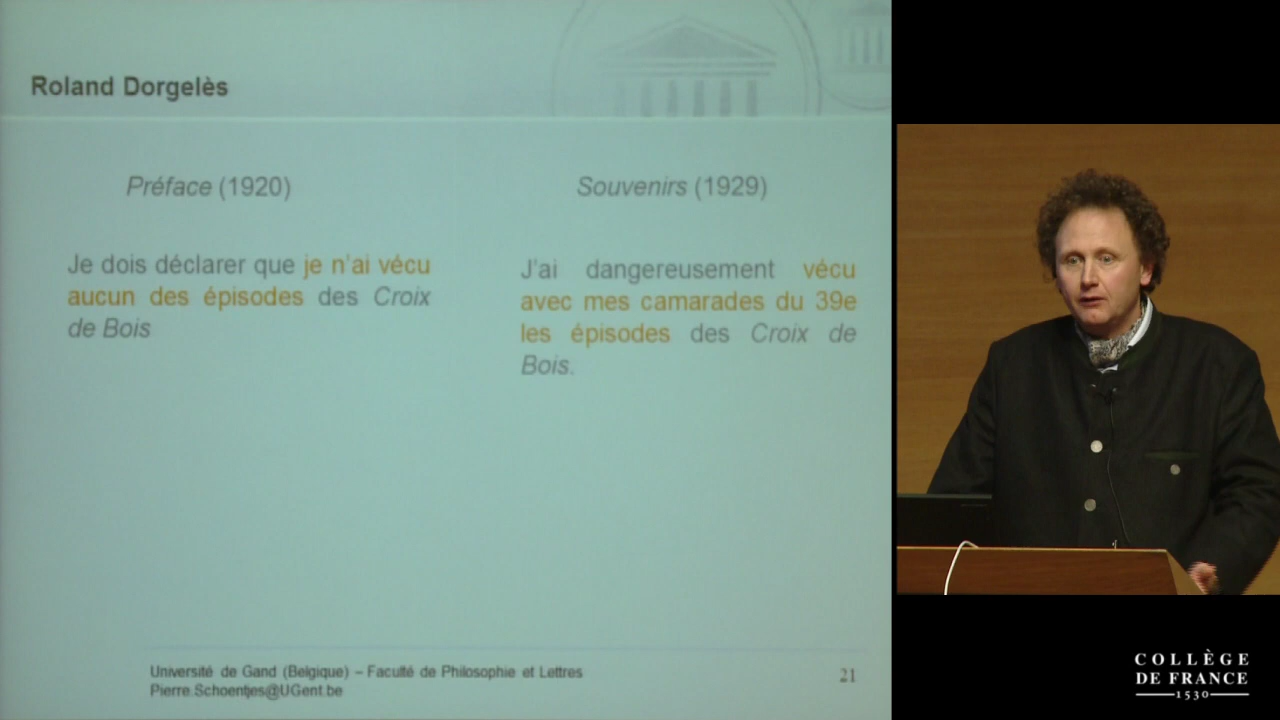 Roland Dorgelès
Préface (1920)
Je dois déclarer que je n'ai vécu
aucun des épisodes des Croix
de Bois
Souvenirs (1929)
J'ai dangereusement vécu
avec mes camarades du 39e
les épisodes des Croix de
Bois.
Université de Gand (Belgique) – Faculté de Philosophie et Lettres
Pierre.Schoentjes@UGent.be
21
COLLÈGE
DE FRANCE
1530